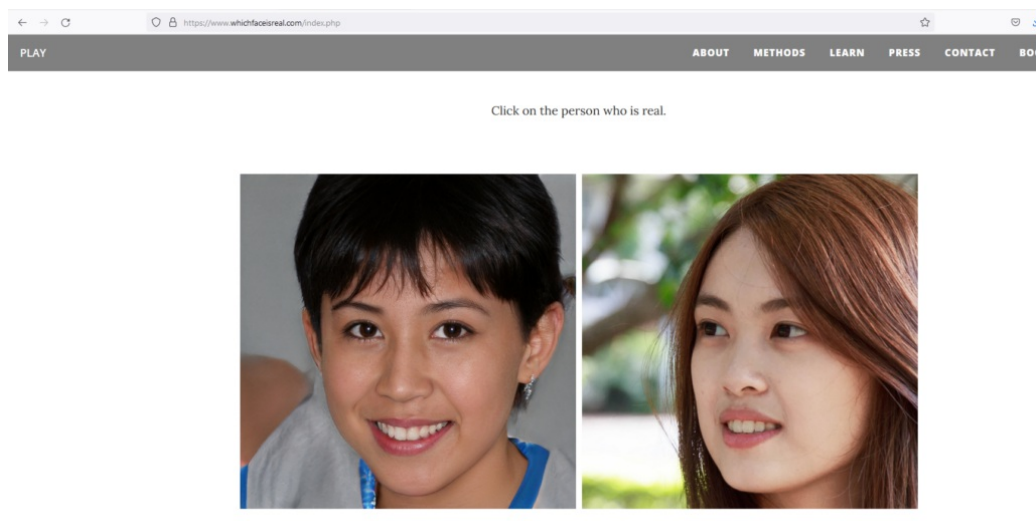 https://www.whichfaceisreal.com/index.php
PLAY ABOUT METHODS LEARN PRESS CONTACT
Click on the person who is real.